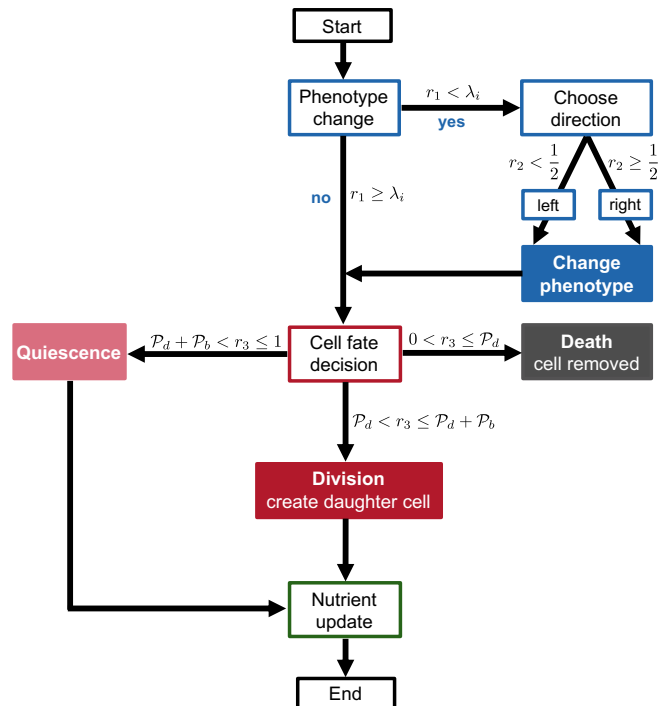 Start
Phenotype
change
r₁ < λᵢ
yes
Choose
direction
r₂ < 1/2
r₂ ≥ 1/2
left
right
no
r₁ ≥ λᵢ
Change
phenotype
Quiescence
𝒫_d + 𝒫_b < r₃ ≤ 1
Cell fate
decision
0 < r₃ ≤ 𝒫_d
Death
cell removed
𝒫_d < r₃ ≤ 𝒫_d + 𝒫_b
Division
create daughter cell
Nutrient
update
End